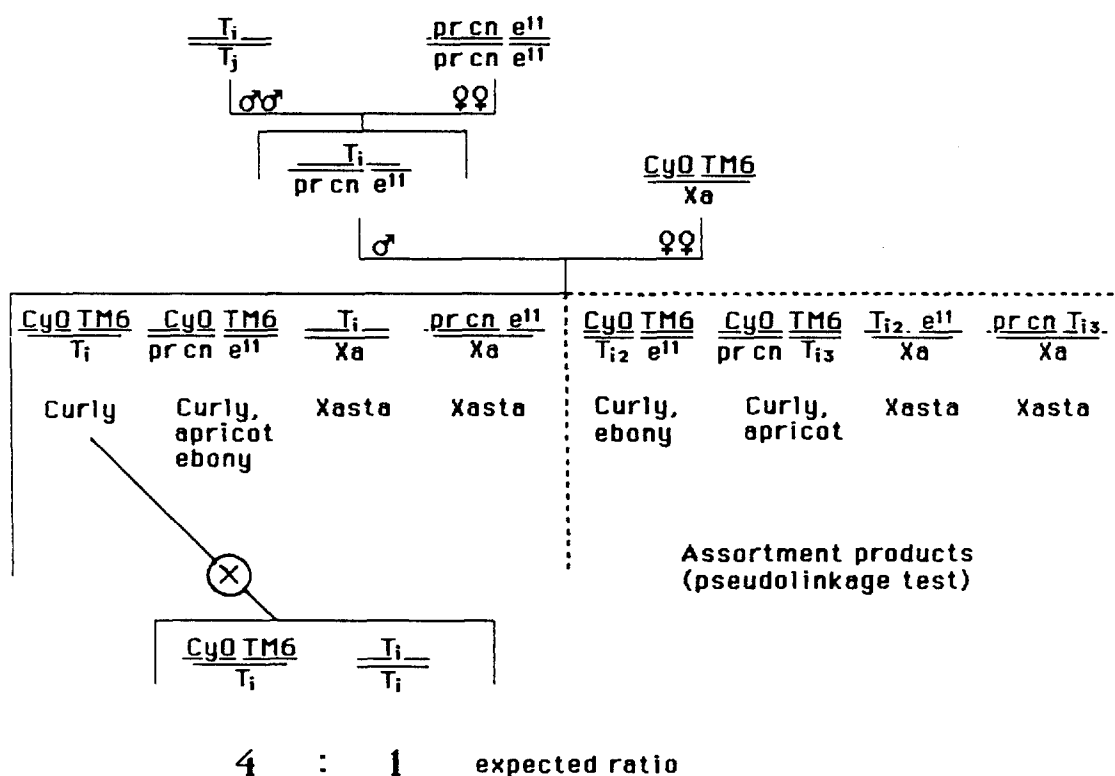 Ti pr cn e11
Tj pr cn e11
♂♂ ♀♀
Ti
pr cn e11
CyO TM6
Xa
♂ ♀♀
CyO TM6 CyO TM6 Ti pr cn e11 CyO TM6 CyO TM6 Ti2 e11 pr cn Ti3
Ti pr cn e11 Xa Xa Ti2 e11 pr cn Ti3 Xa Xa
Curly Curly, Xasta Xasta Curly, Curly, Xasta Xasta
apricot ebony apricot
ebony
Assortment products
(pseudolinkage test)
×
CyO TM6 Ti
Ti Ti
4 : 1 expected ratio